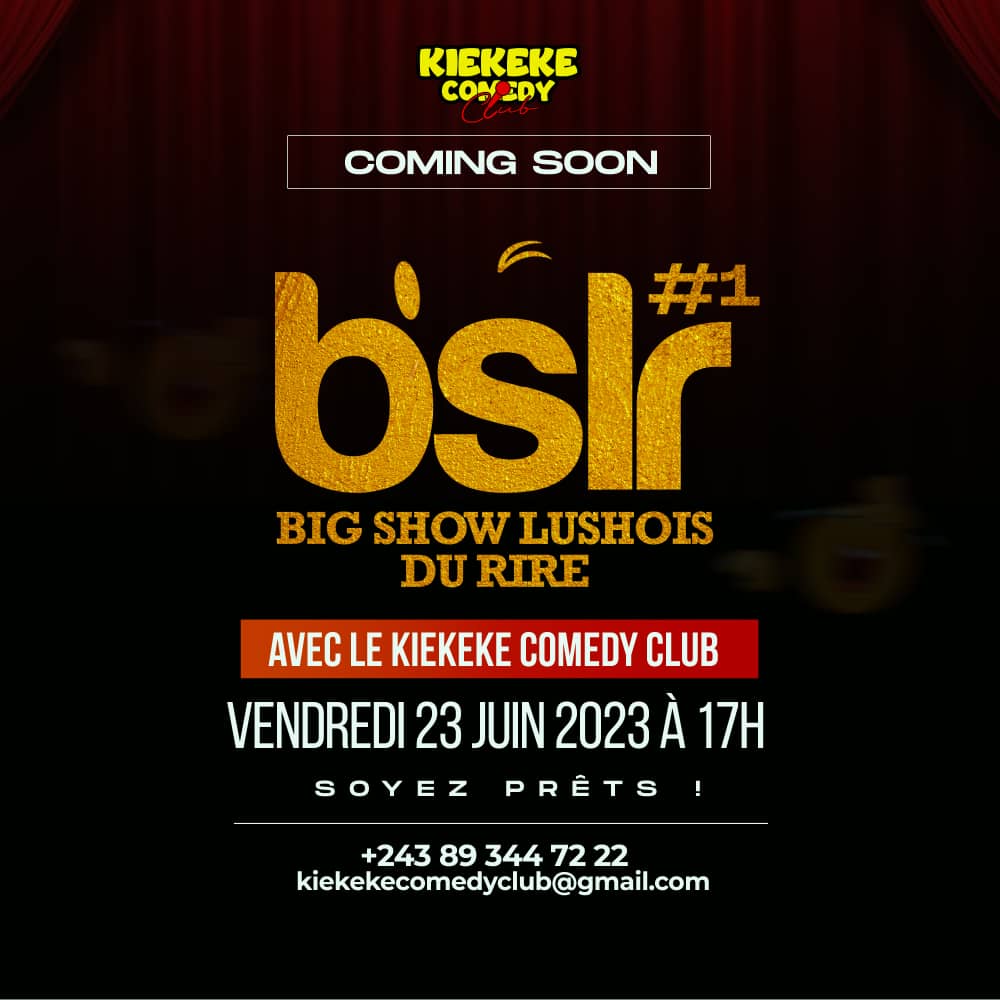 KIEKEKE
COMEDY
Club
COMING SOON
b'slr #1
BIG SHOW LUSHOIS
DU RIRE
AVEC LE KIEKEKE COMEDY CLUB
VENDREDI 23 JUIN 2023 À 17H
SOYEZ PRÊTS !
+243 89 344 72 22
kiekekecomedyclub@gmail.com